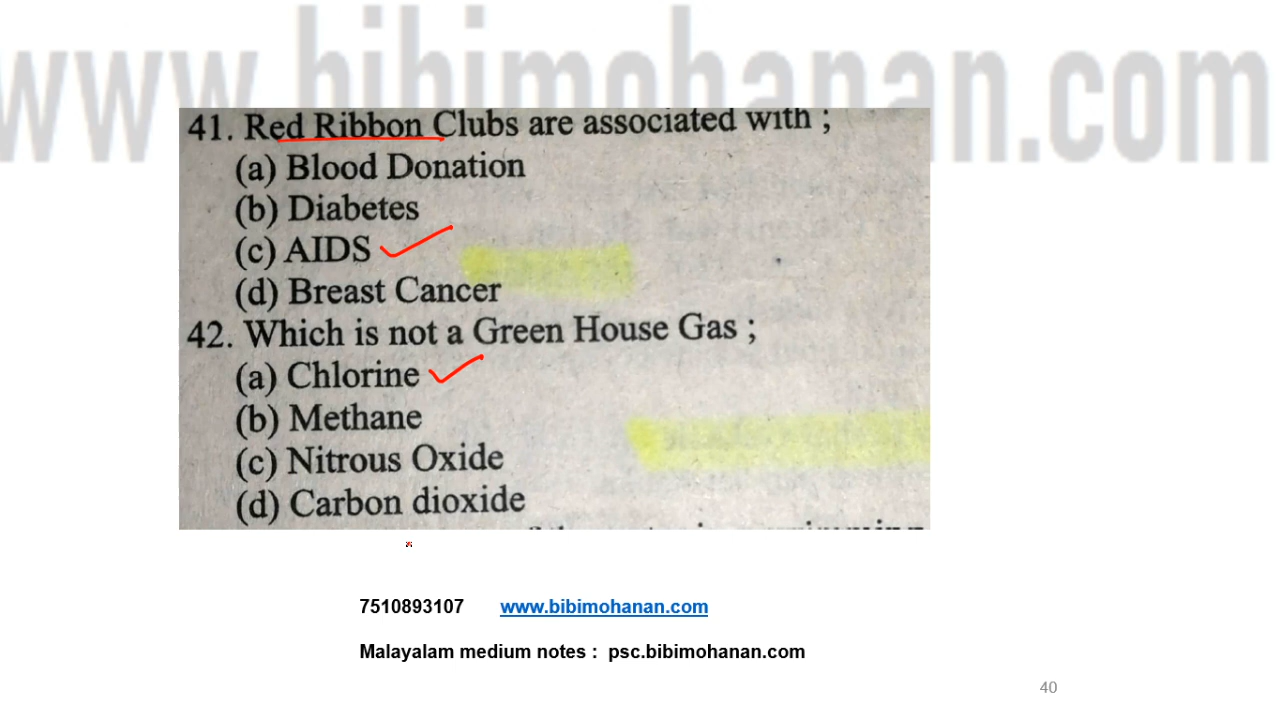 www.bibimohanan.com
41. Red Ribbon Clubs are associated with ;
(a) Blood Donation
(b) Diabetes
(c) AIDS
(d) Breast Cancer
42. Which is not a Green House Gas ;
(a) Chlorine
(b) Methane
(c) Nitrous Oxide
(d) Carbon dioxide
7510893107 www.bibimohanan.com
Malayalam medium notes : psc.bibimohanan.com
40